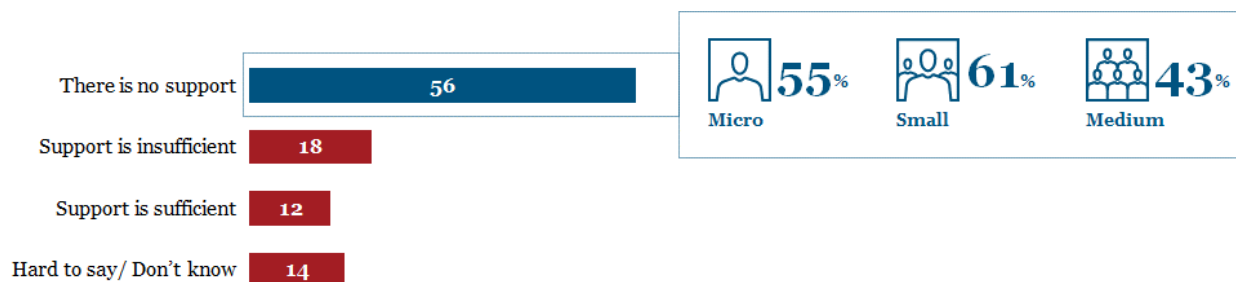 There is no support 56
Support is insufficient 18
Support is sufficient 12
Hard to say/ Don’t know 14
55% 61% 43%
Micro Small Medium